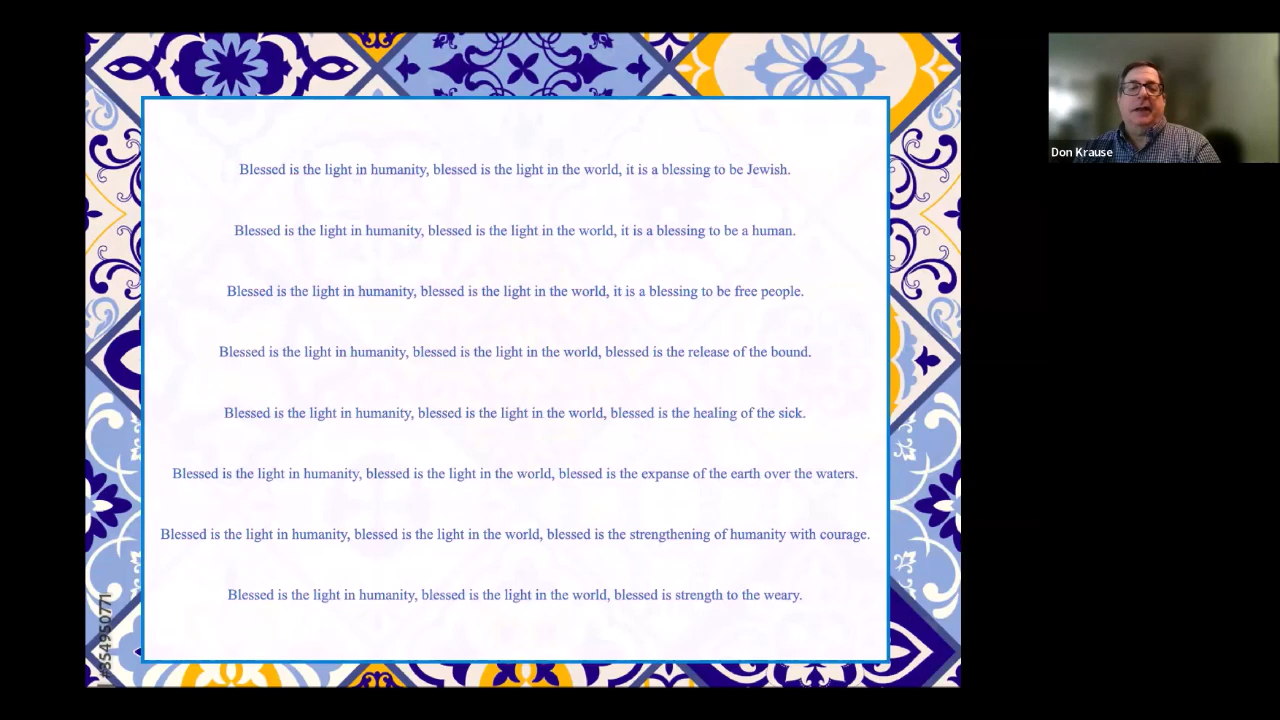 Blessed is the light in humanity, blessed is the light in the world, it is a blessing to be Jewish.
Blessed is the light in humanity, blessed is the light in the world, it is a blessing to be a human.
Blessed is the light in humanity, blessed is the light in the world, it is a blessing to be free people.
Blessed is the light in humanity, blessed is the light in the world, blessed is the release of the bound.
Blessed is the light in humanity, blessed is the light in the world, blessed is the healing of the sick.
Blessed is the light in humanity, blessed is the light in the world, blessed is the expanse of the earth over the waters.
Blessed is the light in humanity, blessed is the light in the world, blessed is the strengthening of humanity with courage.
Blessed is the light in humanity, blessed is the light in the world, blessed is strength to the weary.
#354950771
Don Krause